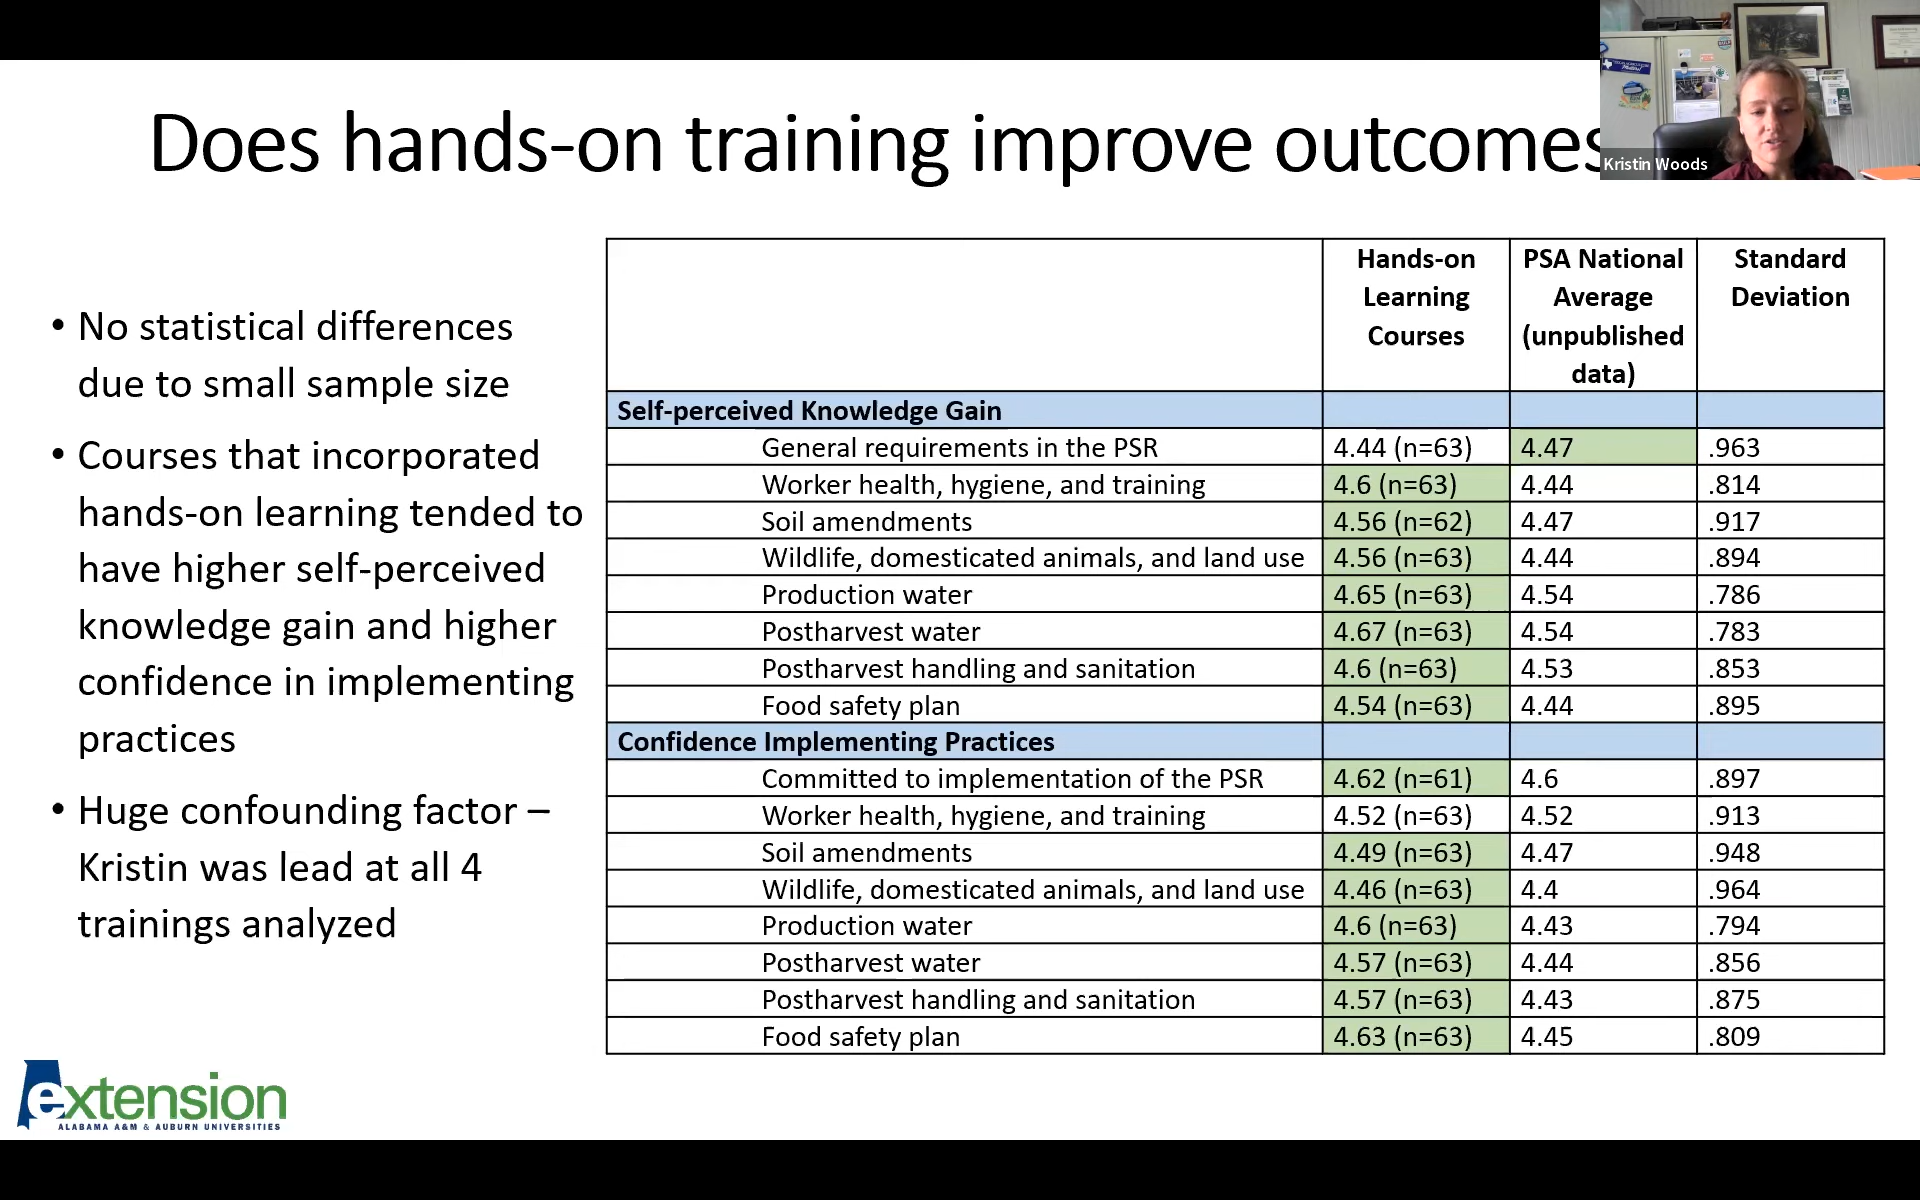 Does hands-on training improve outcomes
Kristin Woods
• No statistical differences
due to small sample size
• Courses that incorporated
hands-on learning tended to
have higher self-perceived
knowledge gain and higher
confidence in implementing
practices
• Huge confounding factor –
Kristin was lead at all 4
trainings analyzed
Hands-on Learning Courses
PSA National Average (unpublished data)
Standard Deviation
Self-perceived Knowledge Gain
General requirements in the PSR 4.44 (n=63) 4.47 .963
Worker health, hygiene, and training 4.6 (n=63) 4.44 .814
Soil amendments 4.56 (n=62) 4.47 .917
Wildlife, domesticated animals, and land use 4.56 (n=63) 4.44 .894
Production water 4.65 (n=63) 4.54 .786
Postharvest water 4.67 (n=63) 4.54 .783
Postharvest handling and sanitation 4.6 (n=63) 4.53 .853
Food safety plan 4.54 (n=63) 4.44 .895
Confidence Implementing Practices
Committed to implementation of the PSR 4.62 (n=61) 4.6 .897
Worker health, hygiene, and training 4.52 (n=63) 4.52 .913
Soil amendments 4.49 (n=63) 4.47 .948
Wildlife, domesticated animals, and land use 4.46 (n=63) 4.4 .964
Production water 4.6 (n=63) 4.43 .794
Postharvest water 4.57 (n=63) 4.44 .856
Postharvest handling and sanitation 4.57 (n=63) 4.43 .875
Food safety plan 4.63 (n=63) 4.45 .809
extension
ALABAMA A&M & AUBURN UNIVERSITIES